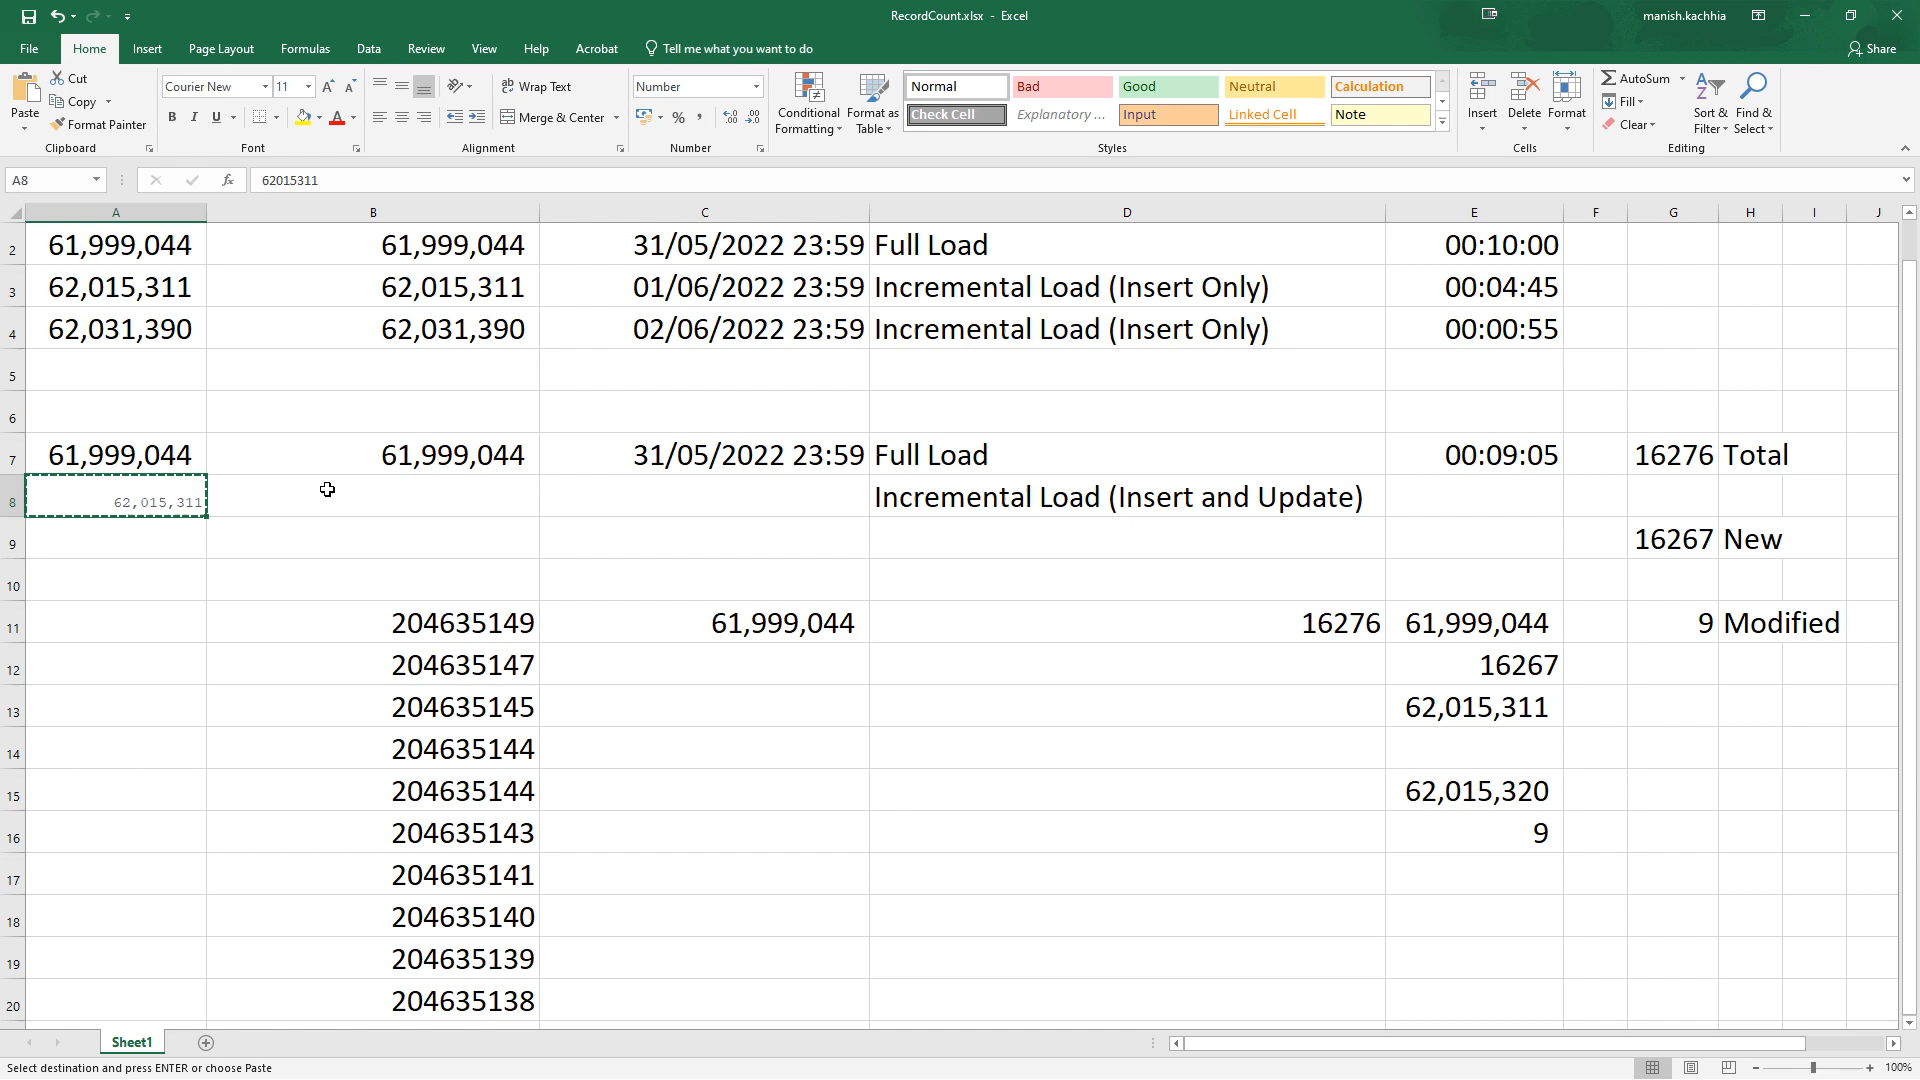 RecordCount.xlsx - Excel
manish.kachhia
File Home Insert Page Layout Formulas Data Review View Help Acrobat Tell me what you want to do Share
Paste
Cut
Copy
Format Painter
Clipboard
Courier New 11
B I U
Font
Wrap Text
Merge & Center
Alignment
Number
%
Number
Conditional Formatting
Format as Table
Normal Bad Good Neutral Calculation
Check Cell Explanatory ... Input Linked Cell Note
Styles
Insert Delete Format
Cells
AutoSum
Fill
Clear
Sort & Filter
Find & Select
Editing
A8 fx 62015311
A B C D E F G H I J
2 61,999,044 61,999,044 31/05/2022 23:59 Full Load 00:10:00
3 62,015,311 62,015,311 01/06/2022 23:59 Incremental Load (Insert Only) 00:04:45
4 62,031,390 62,031,390 02/06/2022 23:59 Incremental Load (Insert Only) 00:00:55
5
6
7 61,999,044 61,999,044 31/05/2022 23:59 Full Load 00:09:05 16276 Total
8 62,015,311 Incremental Load (Insert and Update)
9 16267 New
10
11 204635149 61,999,044 16276 61,999,044 9 Modified
12 204635147 16267
13 204635145 62,015,311
14 204635144
15 204635144 62,015,320
16 204635143 9
17 204635141
18 204635140
19 204635139
20 204635138
Sheet1
Select destination and press ENTER or choose Paste
100%